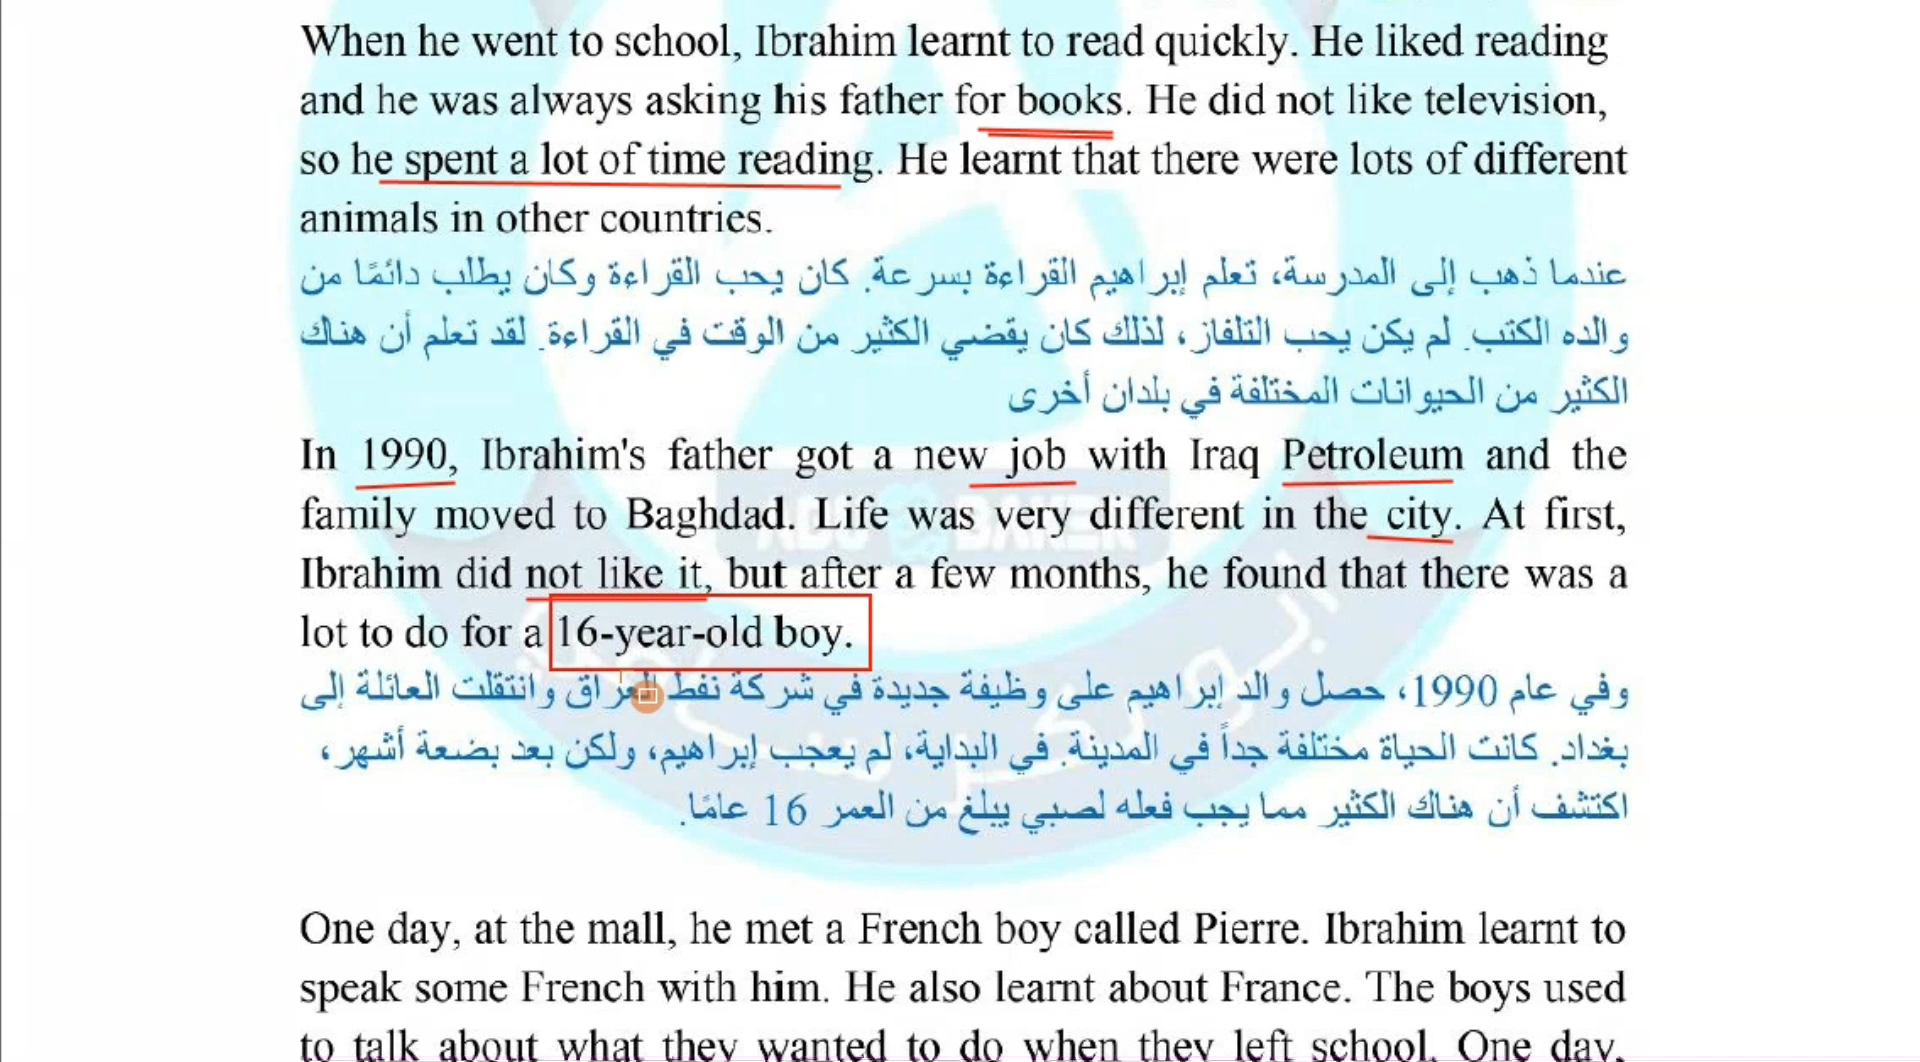 When he went to school, Ibrahim learnt to read quickly. He liked reading
and he was always asking his father for books. He did not like television,
so he spent a lot of time reading. He learnt that there were lots of different
animals in other countries.
عندما ذهب إلى المدرسة، تعلم إبراهيم القراءة بسرعة. كان يحب القراءة وكان يطلب دائمًا من
والده الكتب. لم يكن يحب التلفاز، لذلك كان يقضي الكثير من الوقت في القراءة. لقد تعلم أن هناك
الكثير من الحيوانات المختلفة في بلدان أخرى
In 1990, Ibrahim's father got a new job with Iraq Petroleum and the
family moved to Baghdad. Life was very different in the city. At first,
Ibrahim did not like it, but after a few months, he found that there was a
lot to do for a 16-year-old boy.
وفي عام 1990، حصل والد إبراهيم على وظيفة جديدة في شركة نفط العراق وانتقلت العائلة إلى
بغداد. كانت الحياة مختلفة جداً في المدينة. في البداية، لم يعجب إبراهيم، ولكن بعد بضعة أشهر،
اكتشف أن هناك الكثير مما يجب فعله لصبي يبلغ من العمر 16 عامًا.
One day, at the mall, he met a French boy called Pierre. Ibrahim learnt to
speak some French with him. He also learnt about France. The boys used
to talk about what they wanted to do when they left school. One day,